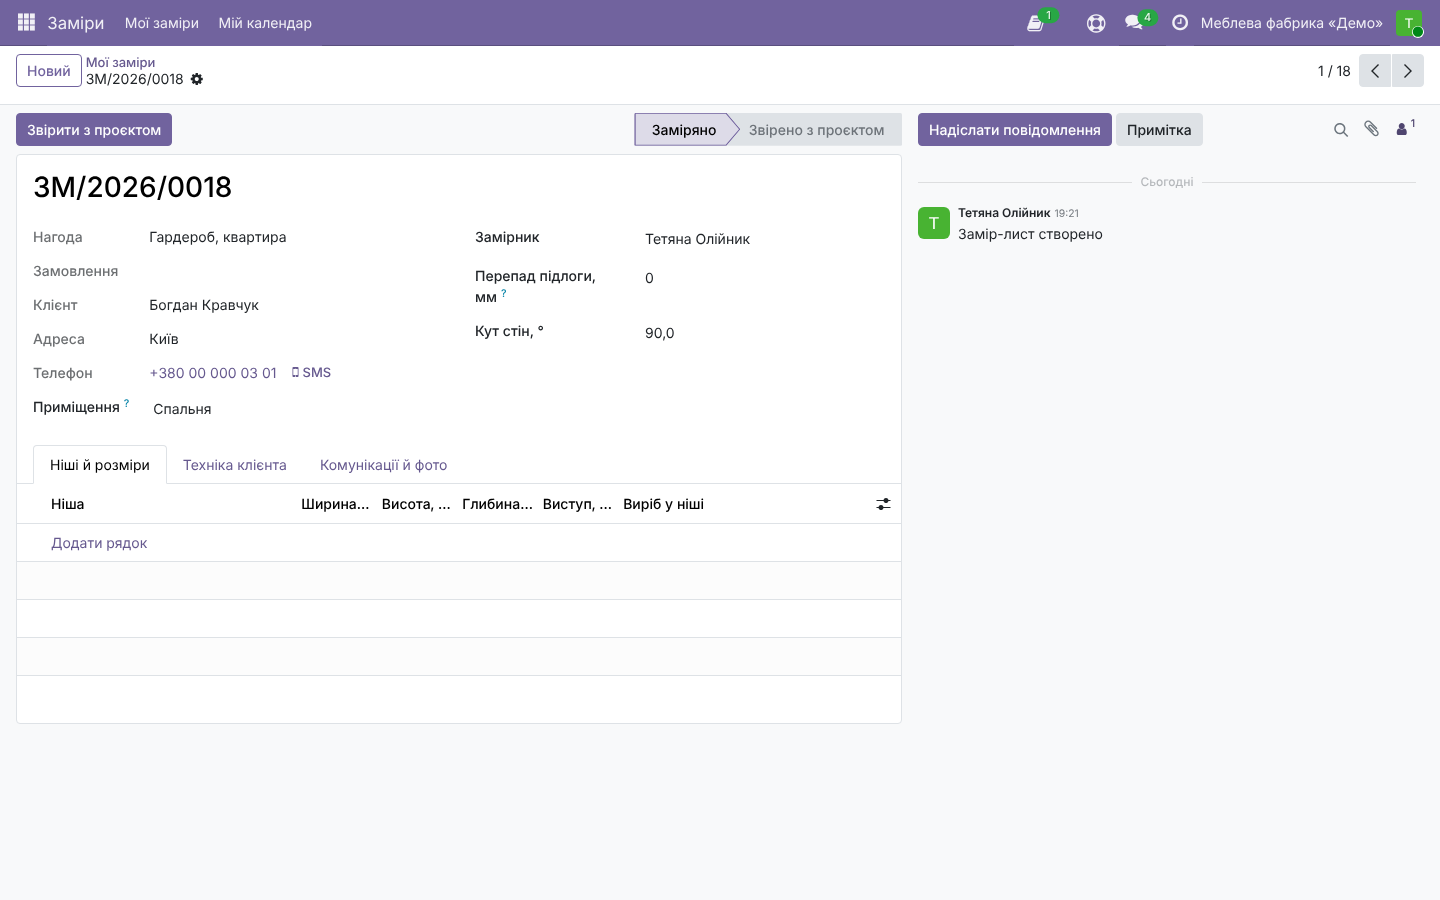 Заміри
Мої заміри
Мій календар
1
4
Меблева фабрика «Демо»
T
Новий
Мої заміри
ЗМ/2026/0018
1 / 18
Звірити з проєктом
Заміряно
Звірено з проєктом
Надіслати повідомлення
Примітка
1
ЗМ/2026/0018
Нагода
Гардероб, квартира
Замовлення
Клієнт
Богдан Кравчук
Адреса
Київ
Телефон
+380 00 000 03 01
SMS
Приміщення ?
Спальня
Замірник
Тетяна Олійник
Перепад підлоги,
мм ?
0
Кут стін, °
90,0
Ніші й розміри
Техніка клієнта
Комунікації й фото
Ніша
Ширина...
Висота, ...
Глибина...
Виступ, ...
Виріб у ніші
Додати рядок
Сьогодні
T
Тетяна Олійник 19:21
Замір-лист створено